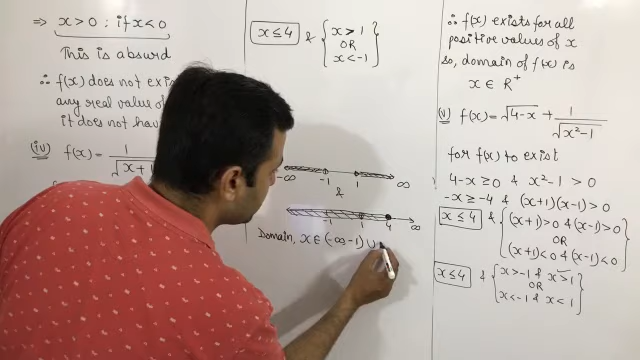 ⇒ x > 0 ; if x < 0
This is absurd
∴ f(x) does not exi
any real value of
it does not hav
(iv) f(x) = 1
√x+1
x ≤ 4 & { x > 1
OR
x < -1 }
-∞ -1 1 ∞
&
-1 1 4 ∞
Domain, x ∈ (-∞ -1) ∪
∴ f(x) exists for all
positive values of x
so, domain of f(x) is
x ∈ R⁺
(v) f(x) = √4-x + 1
√x²-1
for f(x) to exist
4-x ≥ 0 & x²-1 > 0
-x ≥ -4 & (x+1)(x-1) > 0
x ≤ 4 & { (x+1)>0 & (x-1)>0
OR
(x+1)<0 & (x-1)<0 }
x ≤ 4 & { x>-1 & x>1
OR
x<-1 & x<1 }